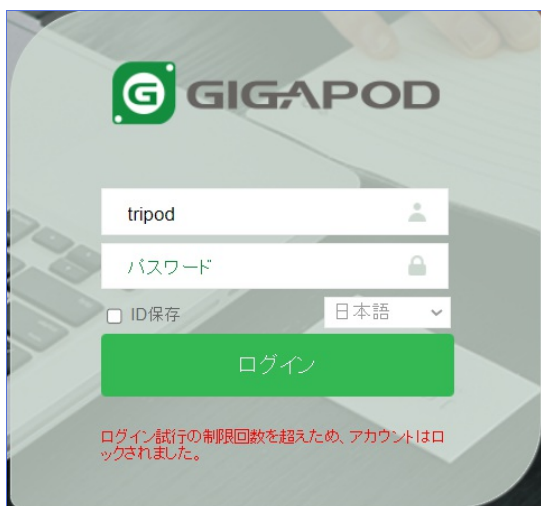 G GIGAPOD
tripod
パスワード
ID保存
日本語
ログイン
ログイン試行の制限回数を超えため、アカウントはロ
ックされました。